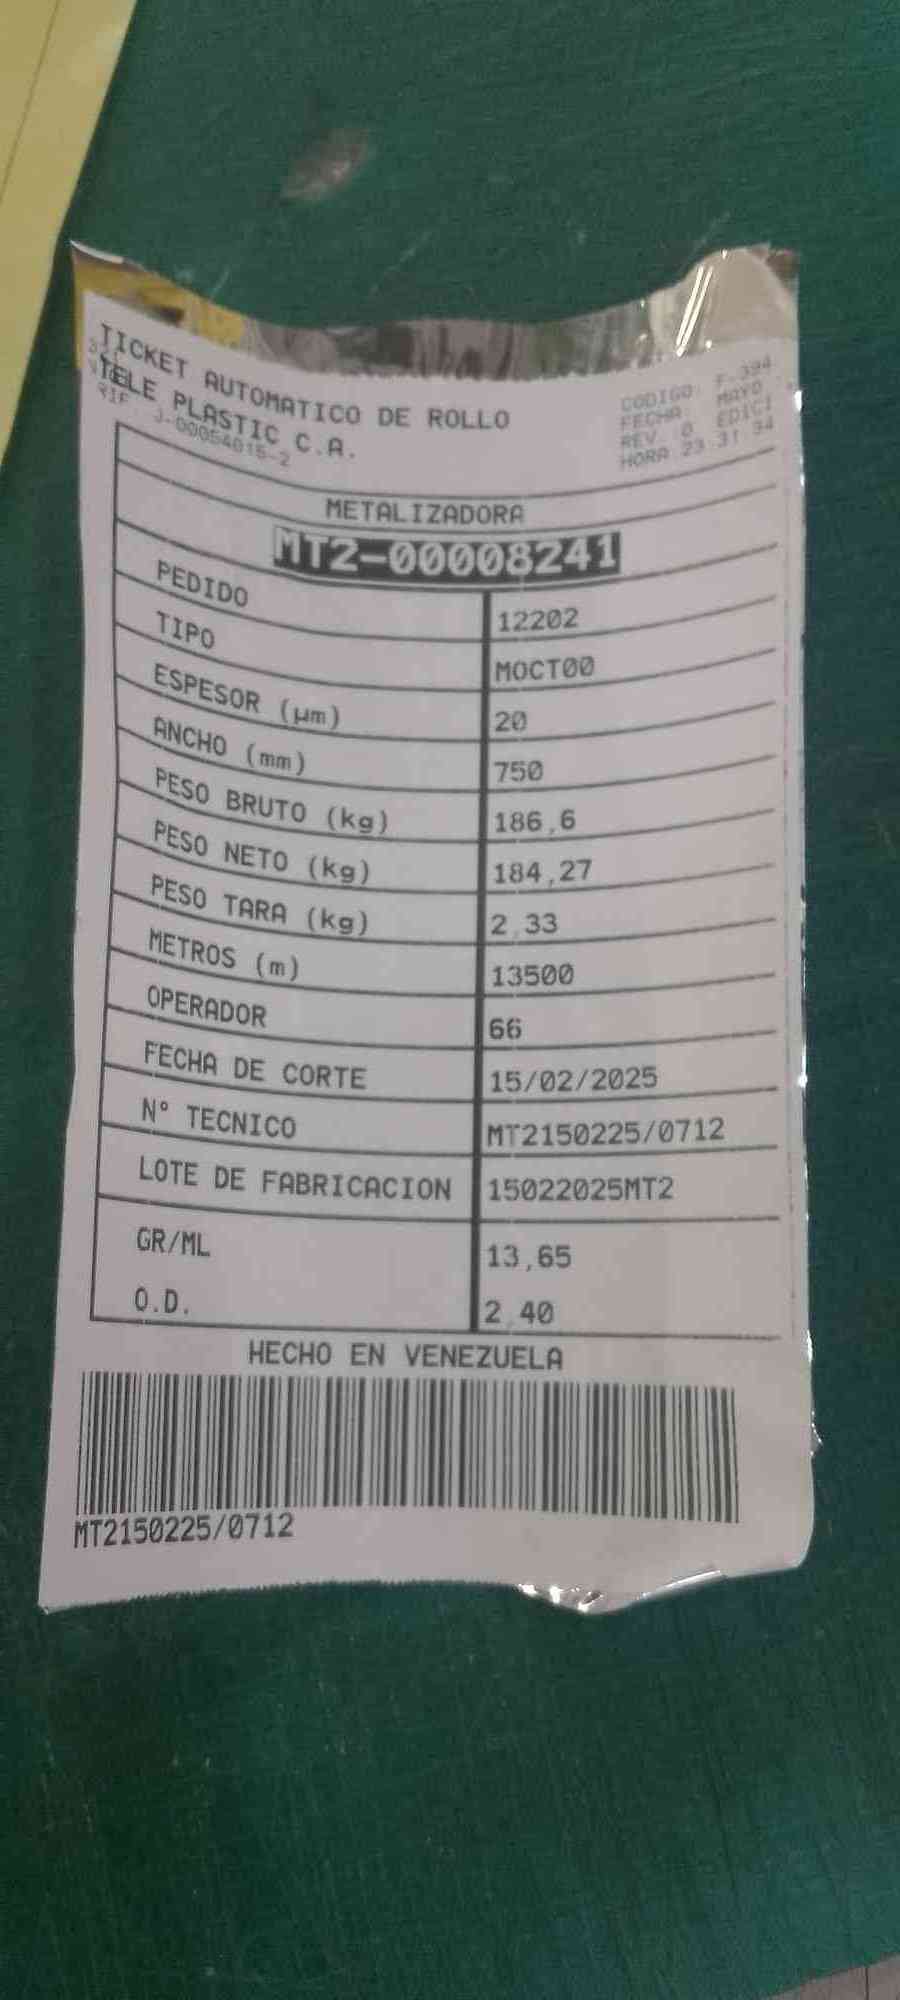 TICKET AUTOMATICO DE ROLLO
TELE PLASTIC C.A.
RIF. J-00054015-2
CODIGO: F-394
FECHA: MAYO
REV. 0 EDICI
HORA 23 31 34
METALIZADORA
MT2-00008241
PEDIDO 12202
TIPO MOCT00
ESPESOR (µm) 20
ANCHO (mm) 750
PESO BRUTO (kg) 186,6
PESO NETO (kg) 184,27
PESO TARA (kg) 2,33
METROS (m) 13500
OPERADOR 66
FECHA DE CORTE 15/02/2025
N° TECNICO MT2150225/0712
LOTE DE FABRICACION 15022025MT2
GR/ML 13,65
O.D. 2,40
HECHO EN VENEZUELA
MT2150225/0712